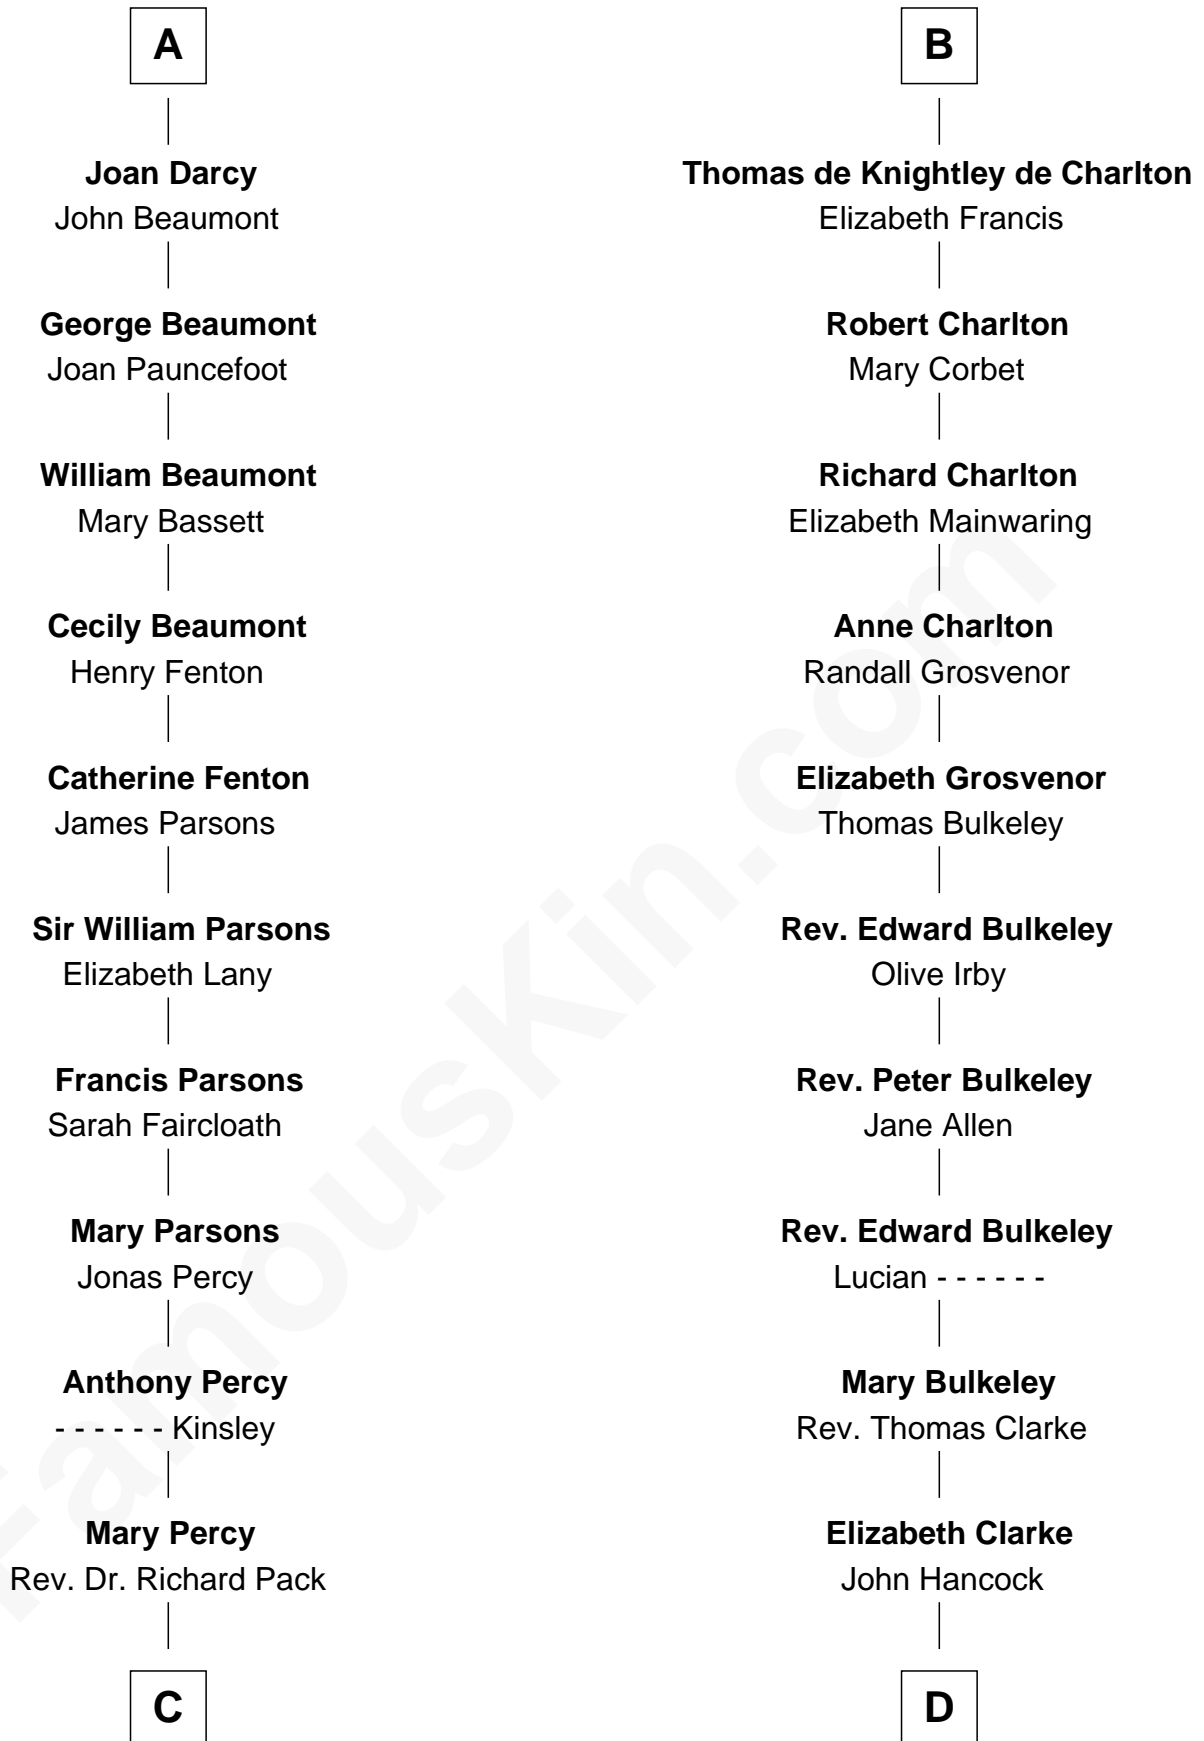 A
Joan Darcy
John Beaumont
George Beaumont
Joan Pauncefoot
William Beaumont
Mary Bassett
Cecily Beaumont
Henry Fenton
Catherine Fenton
James Parsons
Sir William Parsons
Elizabeth Lany
Francis Parsons
Sarah Faircloath
Mary Parsons
Jonas Percy
Anthony Percy
- - - - - - Kinsley
Mary Percy
Rev. Dr. Richard Pack
C
B
Thomas de Knightley de Charlton
Elizabeth Francis
Robert Charlton
Mary Corbet
Richard Charlton
Elizabeth Mainwaring
Anne Charlton
Randall Grosvenor
Elizabeth Grosvenor
Thomas Bulkeley
Rev. Edward Bulkeley
Olive Irby
Rev. Peter Bulkeley
Jane Allen
Rev. Edward Bulkeley
Lucian - - - - - -
Mary Bulkeley
Rev. Thomas Clarke
Elizabeth Clarke
John Hancock
D
FamousKin.com